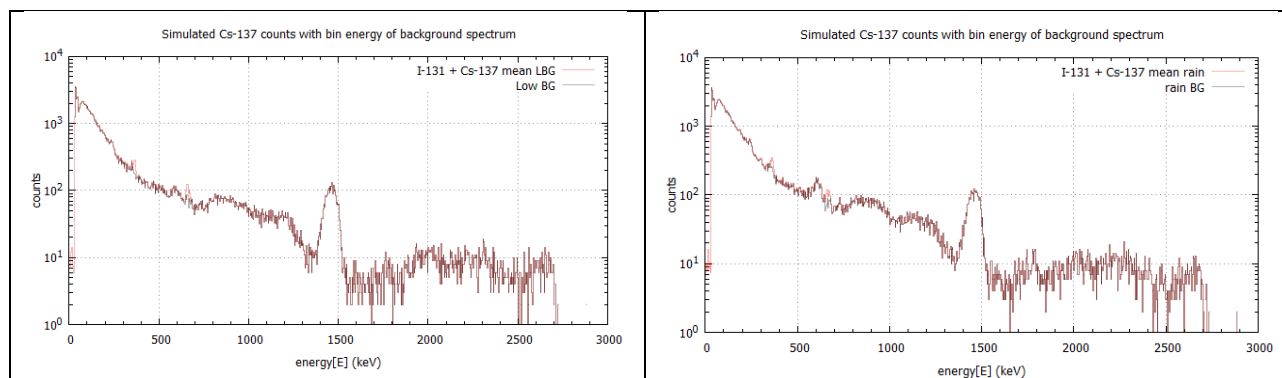 Simulated Cs-137 counts with bin energy of background spectrum
10^4
10^3
10^2
10^1
10^0
counts
I-131 + Cs-137 mean LBG
Low BG
0
500
1000
1500
2000
2500
3000
energy[E] (keV)
Simulated Cs-137 counts with bin energy of background spectrum
10^4
10^3
10^2
10^1
10^0
counts
I-131 + Cs-137 mean rain
rain BG
0
500
1000
1500
2000
2500
3000
energy[E] (keV)